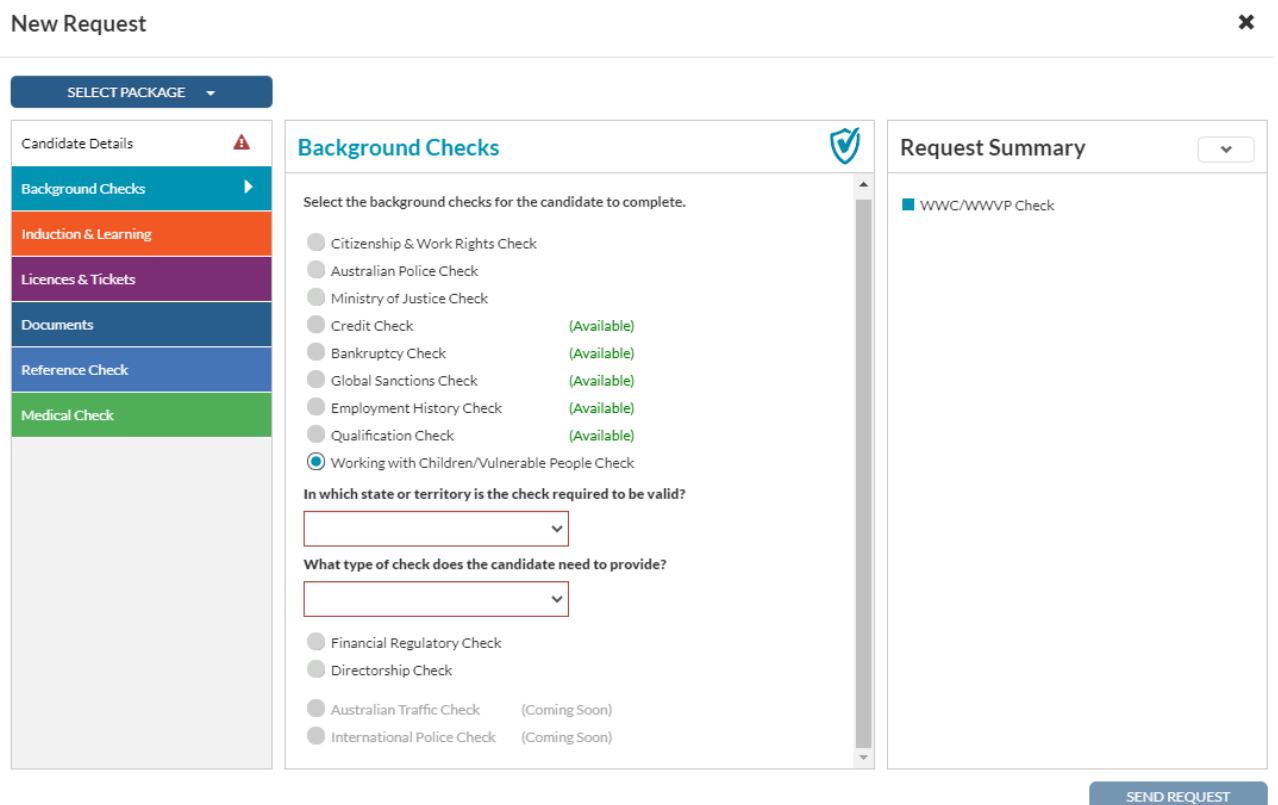 New Request
SELECT PACKAGE
Candidate Details
Background Checks
Induction & Learning
Licences & Tickets
Documents
Reference Check
Medical Check
Background Checks
Select the background checks for the candidate to complete.
Citizenship & Work Rights Check
Australian Police Check
Ministry of Justice Check
Credit Check (Available)
Bankruptcy Check (Available)
Global Sanctions Check (Available)
Employment History Check (Available)
Qualification Check (Available)
Working with Children/Vulnerable People Check
In which state or territory is the check required to be valid?
What type of check does the candidate need to provide?
Financial Regulatory Check
Directorship Check
Australian Traffic Check (Coming Soon)
International Police Check (Coming Soon)
Request Summary
WWC/WWVP Check
SEND REQUEST